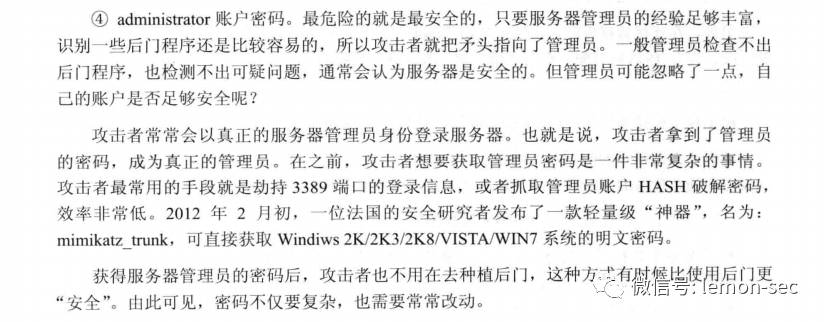 ④ administrator 账户密码。最危险的就是最安全的，只要服务器管理员的经验足够丰富，
识别一些后门程序还是比较容易的，所以攻击者就把矛头指向了管理员。一般管理员检查不出
后门程序，也检测不出可疑问题，通常会认为服务器是安全的。但管理员可能忽略了一点，自
己的账户是否足够安全呢？
攻击者常常会以真正的服务器管理员身份登录服务器。也就是说，攻击者拿到了管理员
的密码，成为真正的管理员。在之前，攻击者想要获取管理员密码是一件非常复杂的事情。
攻击者最常用的手段就是劫持 3389 端口的登录信息，或者抓取管理员账户 HASH 破解密码，
效率非常低。2012 年 2 月初，一位法国的安全研究者发布了一款轻量级“神器”，名为：
mimikatz_trunk，可直接获取 Windiws 2K/2K3/2K8/VISTA/WIN7 系统的明文密码。
获得服务器管理员的密码后，攻击者也不用在去种植后门，这种方式有时候比使用后门更
“安全”。由此可见，密码不仅要复杂，也需要常常改动。
微信号: lemon-sec